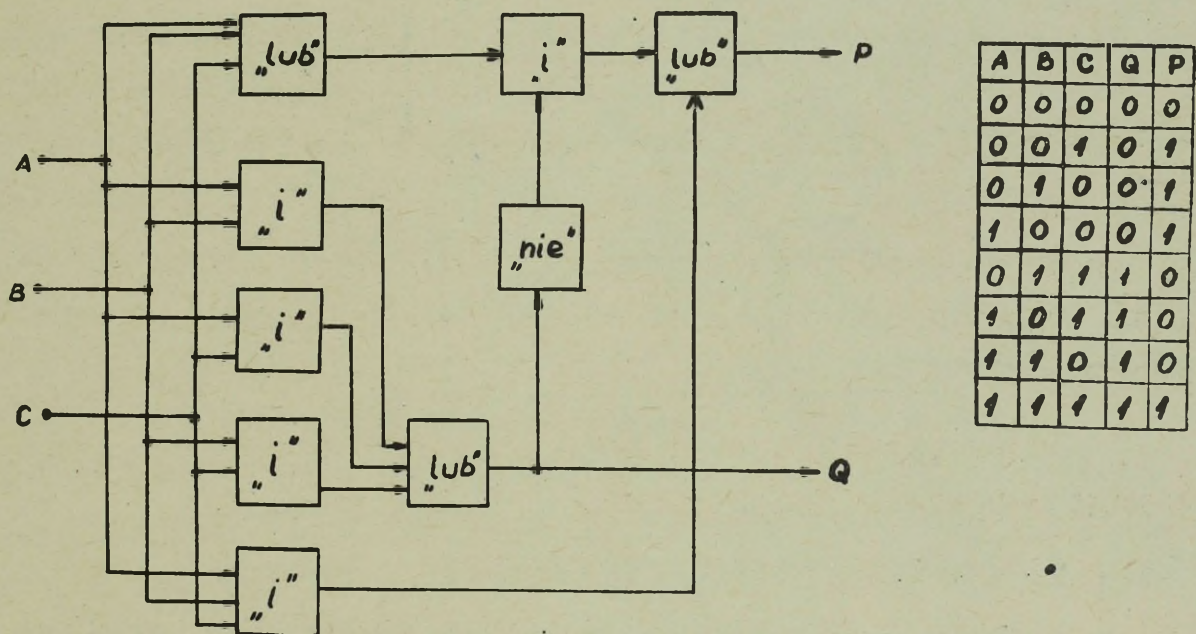 „lub“
„i“
„lub“
P
A
„i“
„nie“
B
„i“
C
„i“
„lub“
Q
„i“
A B C Q P
0 0 0 0 0
0 0 1 0 1
0 1 0 0 1
1 0 0 0 1
0 1 1 1 0
1 0 1 1 0
1 1 0 1 0
1 1 1 1 1